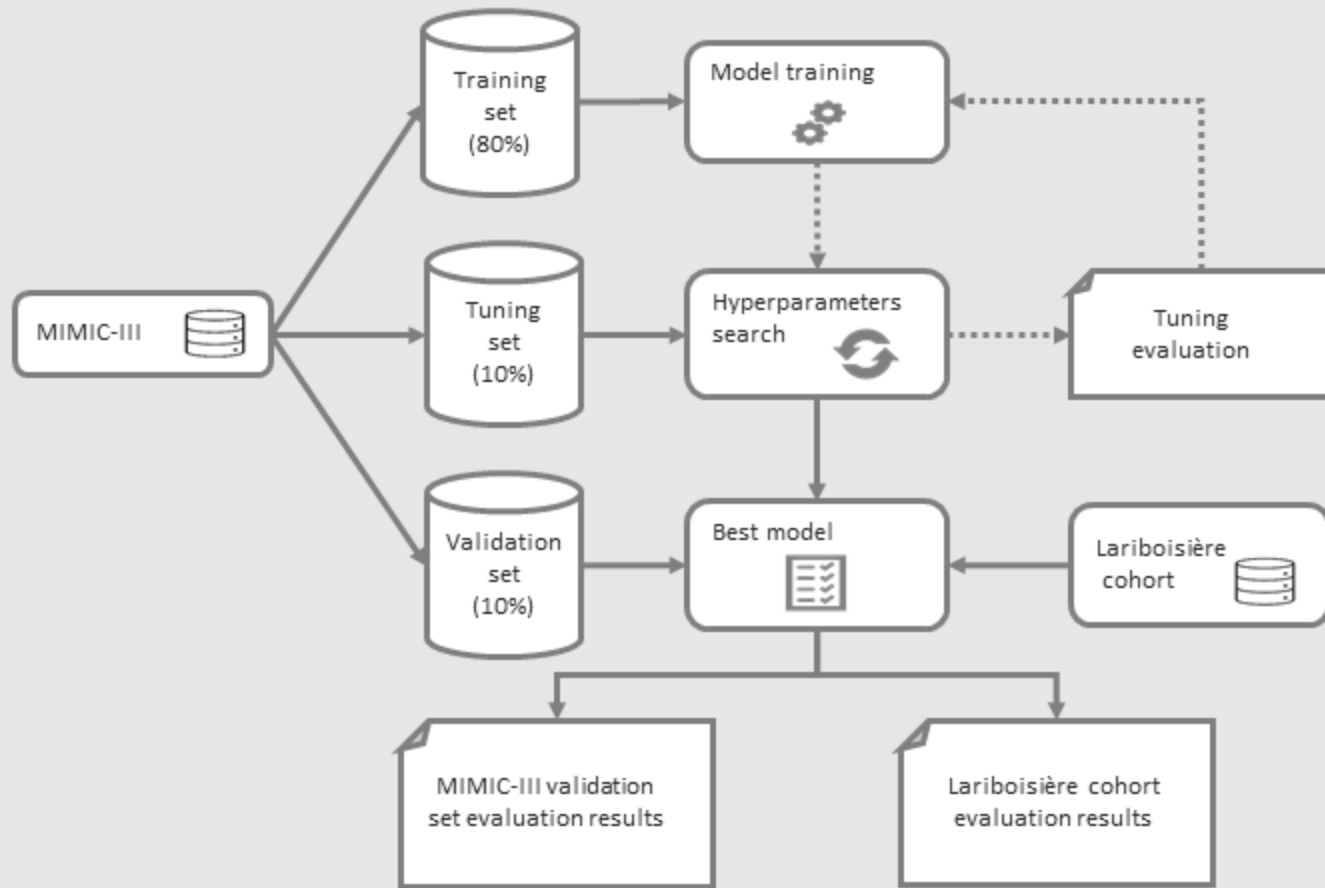 Training
set
(80%)
Model training
MIMIC-III
Tuning
set
(10%)
Hyperparameters
search
Tuning
evaluation
Validation
set
(10%)
Best model
Lariboisière
cohort
MIMIC-III validation
set evaluation results
Lariboisière cohort
evaluation results